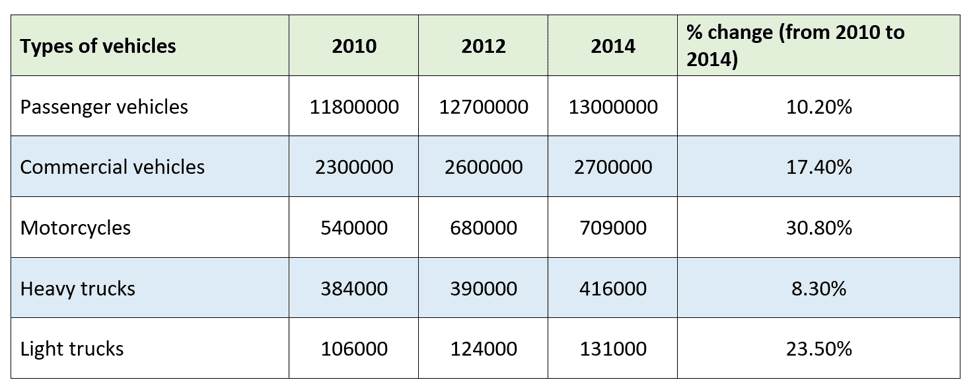 Types of vehicles 2010 2012 2014 % change (from 2010 to
2014)
Passenger vehicles 11800000 12700000 13000000 10.20%
Commercial vehicles 2300000 2600000 2700000 17.40%
Motorcycles 540000 680000 709000 30.80%
Heavy trucks 384000 390000 416000 8.30%
Light trucks 106000 124000 131000 23.50%